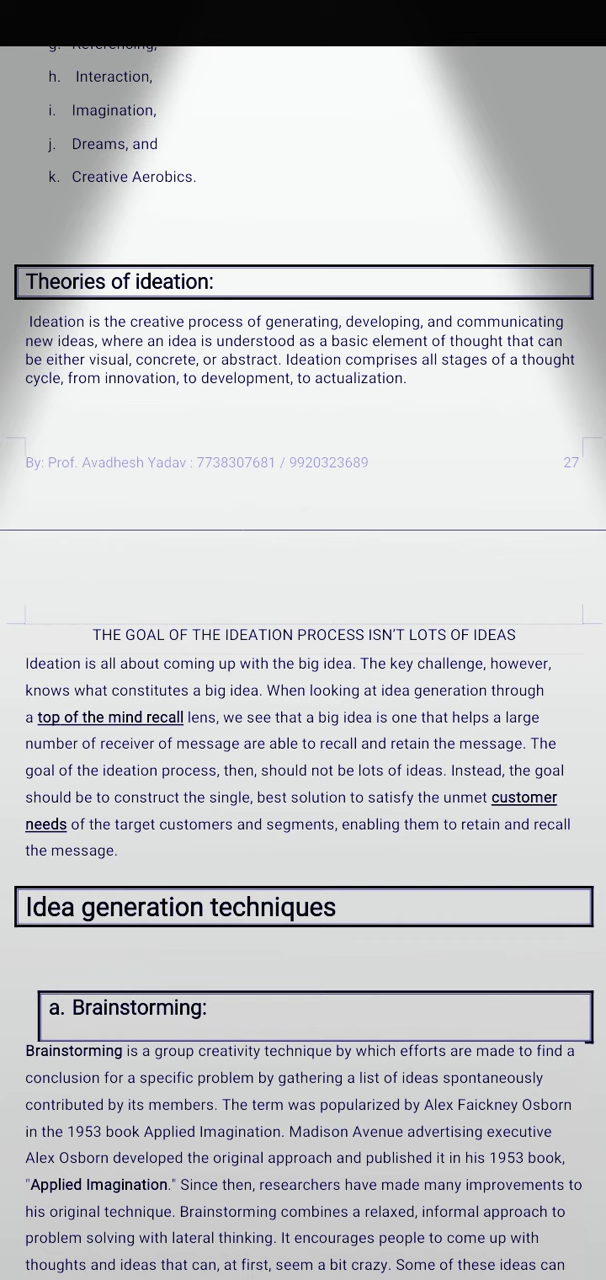 g. Referencing,
h. Interaction,
i. Imagination,
j. Dreams, and
k. Creative Aerobics.
Theories of ideation:
Ideation is the creative process of generating, developing, and communicating
new ideas, where an idea is understood as a basic element of thought that can
be either visual, concrete, or abstract. Ideation comprises all stages of a thought
cycle, from innovation, to development, to actualization.
By: Prof. Avadhesh Yadav : 7738307681 / 9920323689 27
THE GOAL OF THE IDEATION PROCESS ISN'T LOTS OF IDEAS
Ideation is all about coming up with the big idea. The key challenge, however,
knows what constitutes a big idea. When looking at idea generation through
a top of the mind recall lens, we see that a big idea is one that helps a large
number of receiver of message are able to recall and retain the message. The
goal of the ideation process, then, should not be lots of ideas. Instead, the goal
should be to construct the single, best solution to satisfy the unmet customer
needs of the target customers and segments, enabling them to retain and recall
the message.
Idea generation techniques
a. Brainstorming:
Brainstorming is a group creativity technique by which efforts are made to find a
conclusion for a specific problem by gathering a list of ideas spontaneously
contributed by its members. The term was popularized by Alex Faickney Osborn
in the 1953 book Applied Imagination. Madison Avenue advertising executive
Alex Osborn developed the original approach and published it in his 1953 book,
"Applied Imagination." Since then, researchers have made many improvements to
his original technique. Brainstorming combines a relaxed, informal approach to
problem solving with lateral thinking. It encourages people to come up with
thoughts and ideas that can, at first, seem a bit crazy. Some of these ideas can